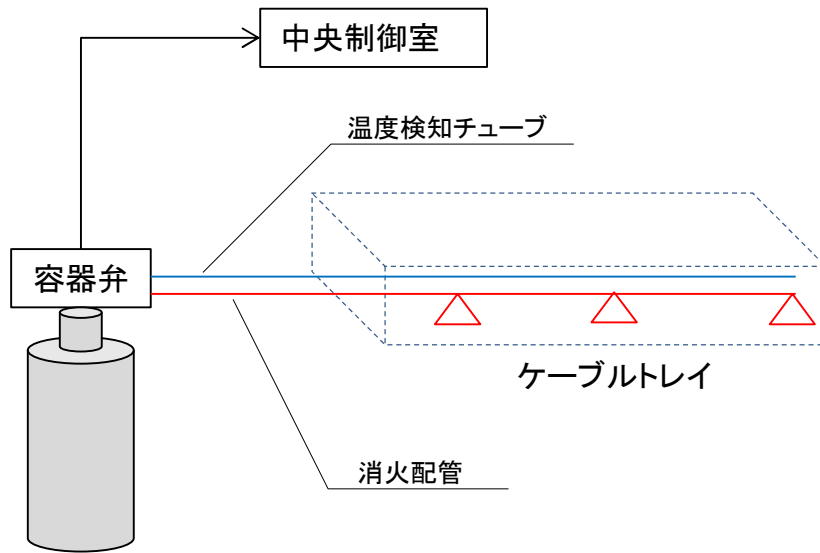 中央制御室
温度検知チューブ
容器弁
ケーブルトレイ
消火配管